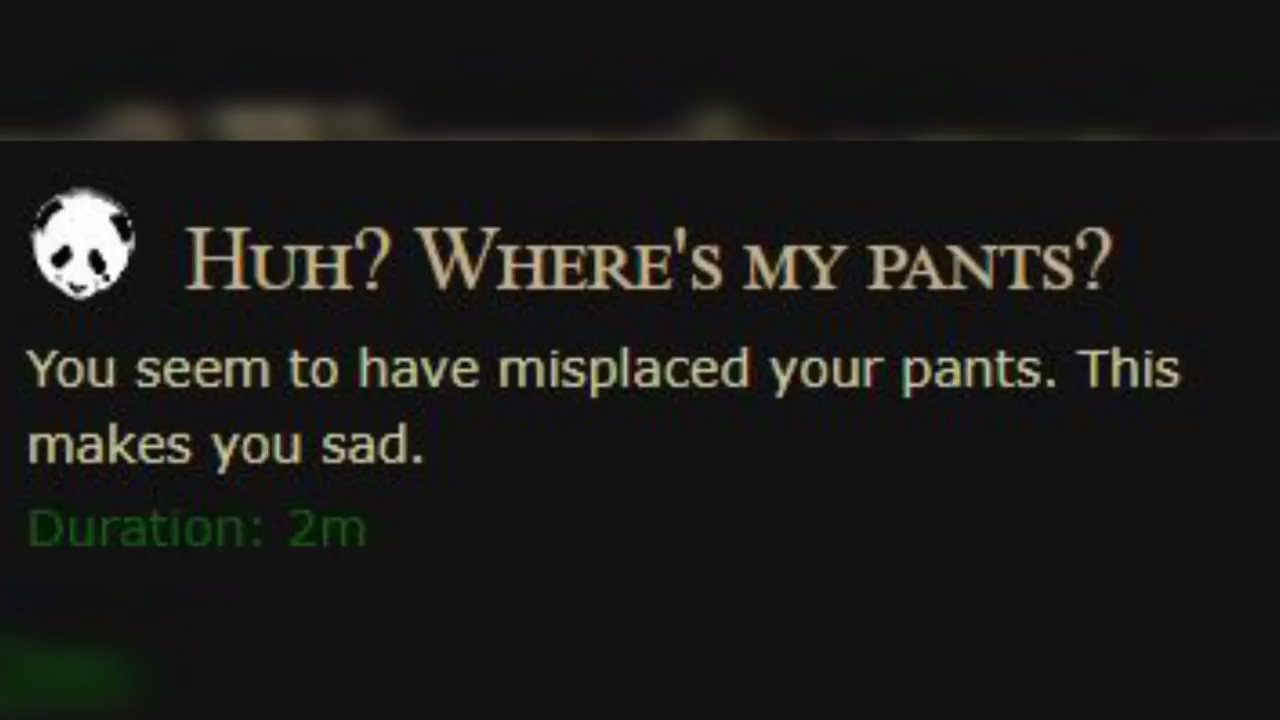 Huh? Where's my pants?
You seem to have misplaced your pants. This
makes you sad.
Duration: 2m